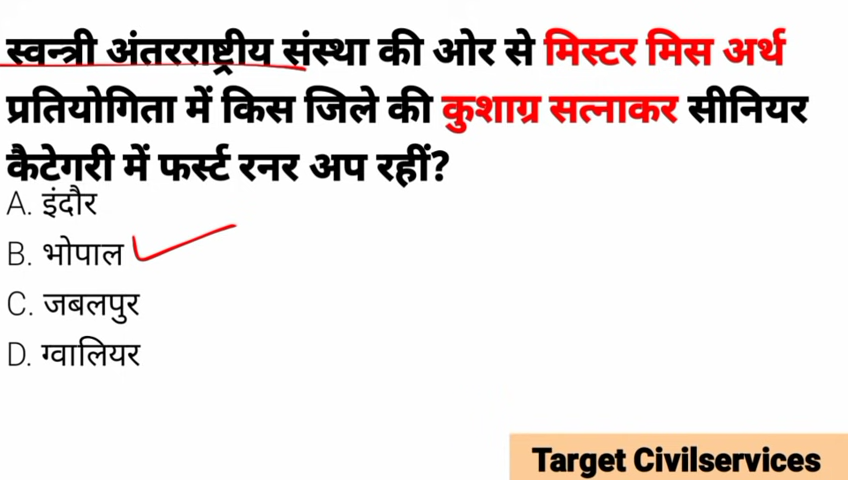 स्वन्त्री अंतरराष्ट्रीय संस्था की ओर से मिस्टर मिस अर्थ
प्रतियोगिता में किस जिले की कुशाग्र सत्नाकर सीनियर
कैटेगरी में फर्स्ट रनर अप रहीं?
A. इंदौर
B. भोपाल
C. जबलपुर
D. ग्वालियर
Target Civilservices